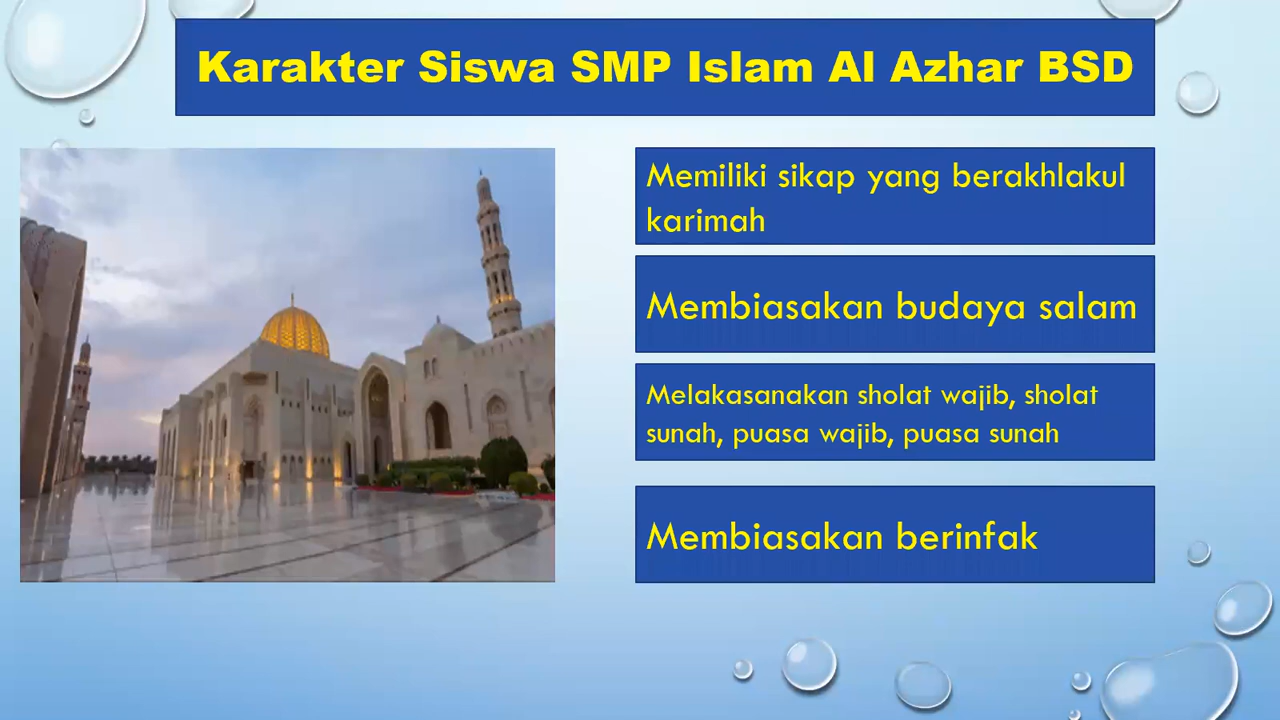 Karakter Siswa SMP Islam Al Azhar BSD
Memiliki sikap yang berakhlakul
karimah
Membiasakan budaya salam
Melakasanakan sholat wajib, sholat
sunah, puasa wajib, puasa sunah
Membiasakan berinfak